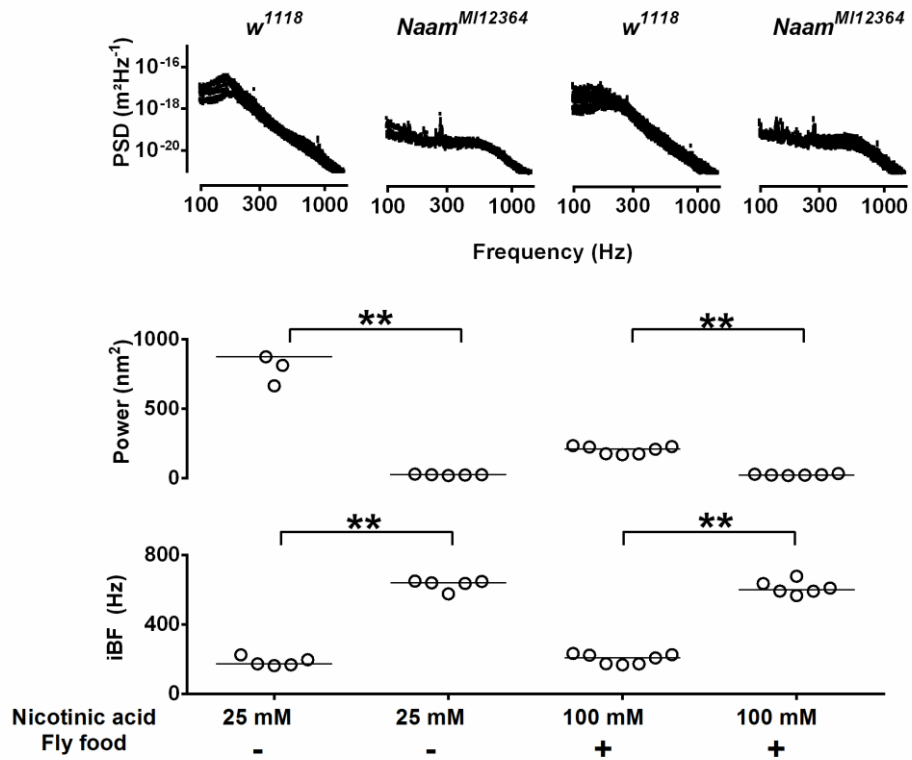 w1118 NaamMI12364 w1118 NaamMI12364
PSD (m²Hz-1)
10-16
10-18
10-20
100 300 1000 100 300 1000 100 300 1000 100 300 1000
Frequency (Hz)
Power (nm2)
1000
500
0
** **
iBF (Hz)
800
400
0
** **
Nicotinic acid 25 mM 25 mM 100 mM 100 mM
Fly food - - + +